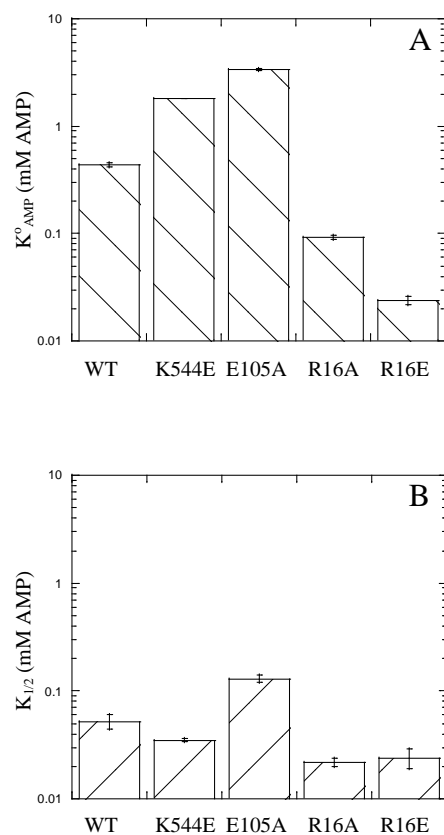 A
10
1
0.1
0.01
K°AMP (mM AMP)
WT K544E E105A R16A R16E
B
10
1
0.1
0.01
K1/2 (mM AMP)
WT K544E E105A R16A R16E